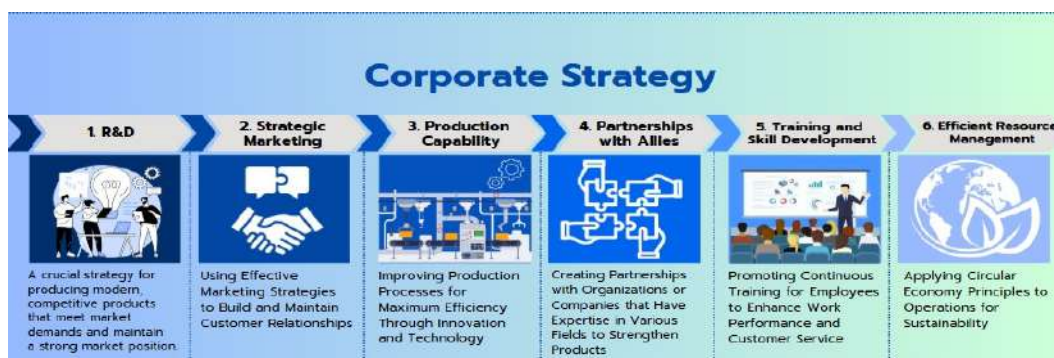 Corporate Strategy
1. R&D
A crucial strategy for
producing modern,
competitive products
that meet market
demands and maintain
a strong market position.
2. Strategic
Marketing
Using Effective
Marketing Strategies
to Build and Maintain
Customer Relationships
3. Production
Capability
Improving Production
Processes for
Maximum Efficiency
Through Innovation
and Technology
4. Partnerships
with Allies
Creating Partnerships
with Organizations or
Companies that Have
Expertise in Various
Fields to Strengthen
Products
5. Training and
Skill Development
Promoting Continuous
Training for Employees
to Enhance Work
Performance and
Customer Service
6. Efficient Resource
Management
Applying Circular
Economy Principles to
Operations for
Sustainability